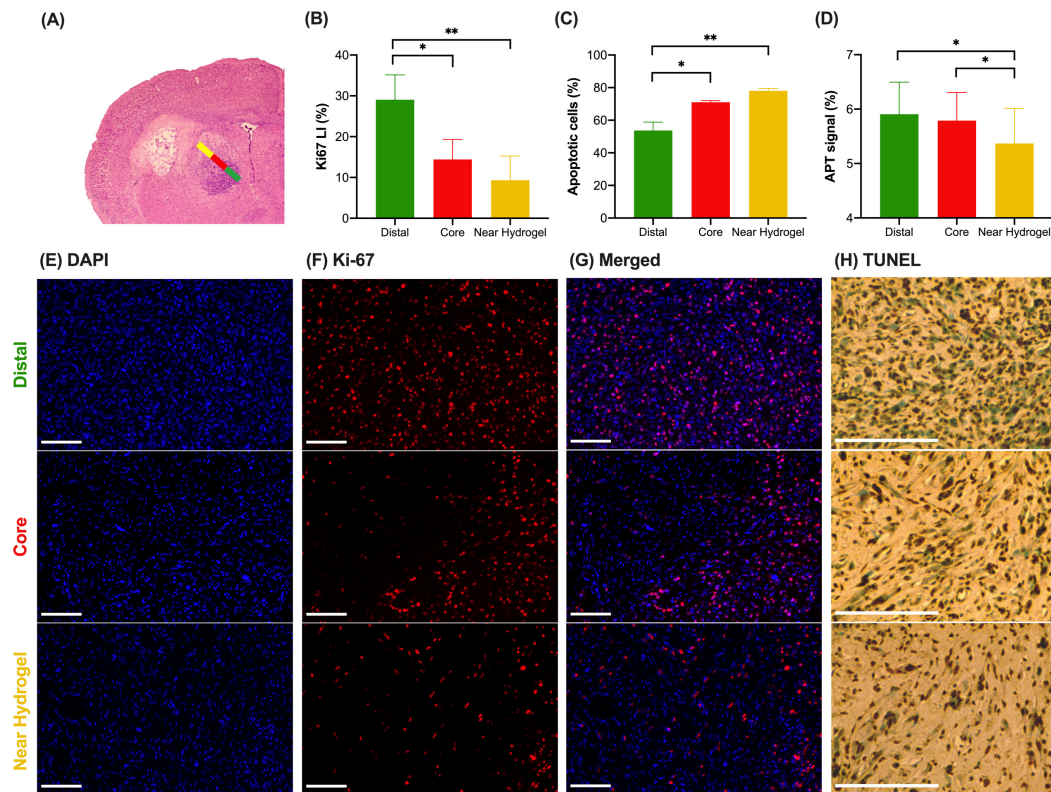 (A)
(B)
**
*
40
30
20
10
0
Ki67 LI (%)
Distal
Core
Near Hydrogel
(C)
**
*
100
80
60
40
20
0
Apoptotic cells (%)
Distal
Core
Near Hydrogel
(D)
*
*
7
6
5
4
APT signal (%)
Distal
Core
Near Hydrogel
(E) DAPI
(F) Ki-67
(G) Merged
(H) TUNEL
Distal
Core
Near Hydrogel